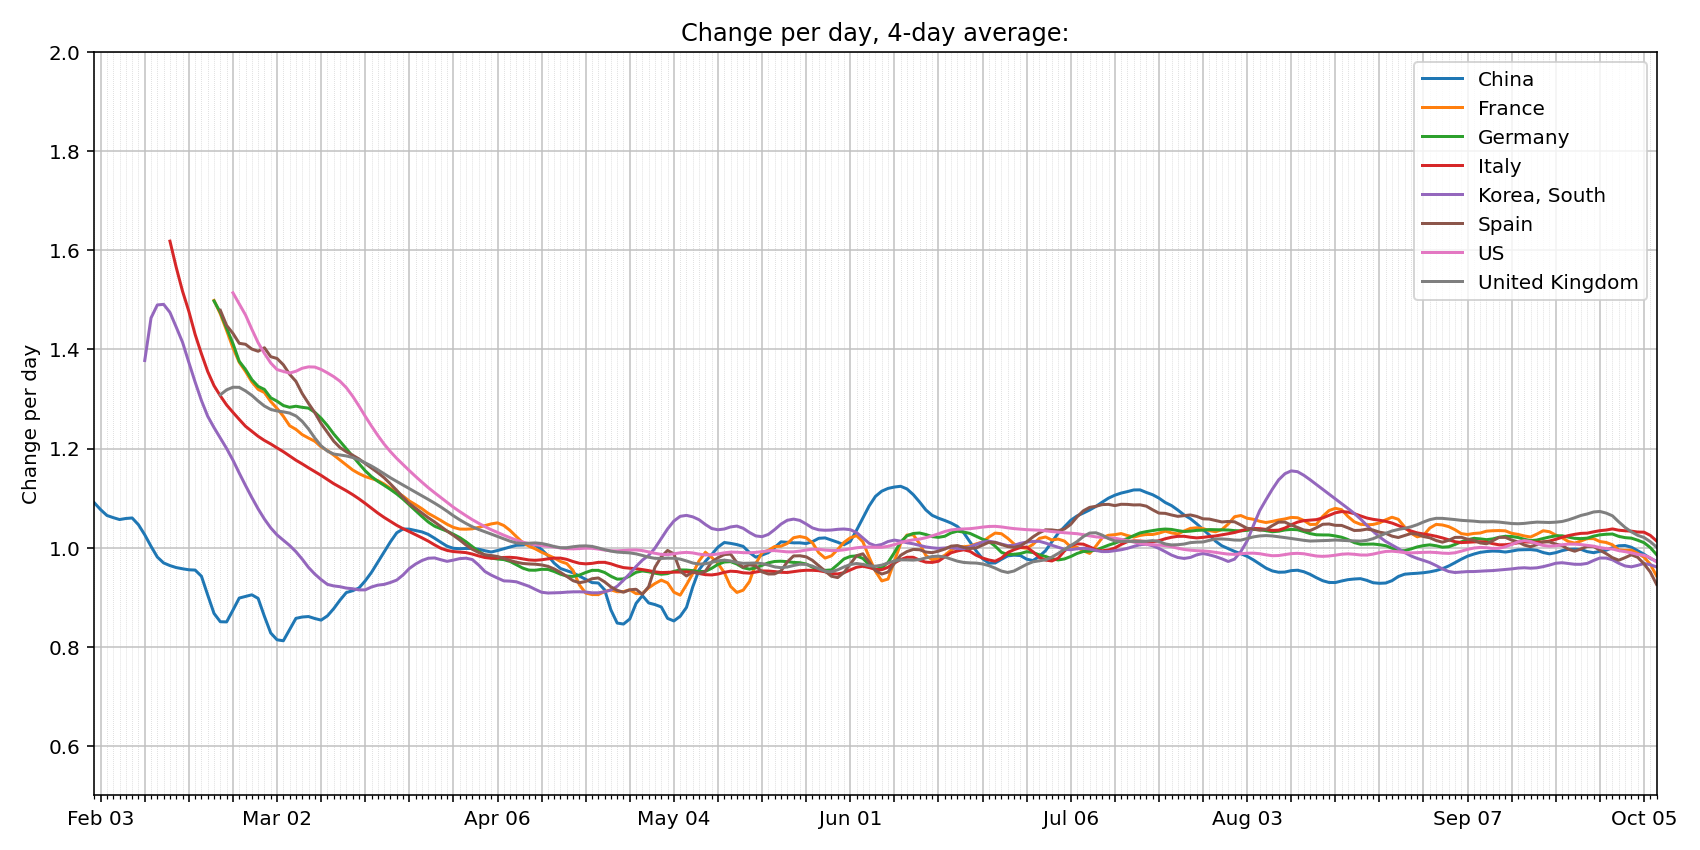 Change per day, 4-day average:
Change per day
2.0
1.8
1.6
1.4
1.2
1.0
0.8
0.6
China
France
Germany
Italy
Korea, South
Spain
US
United Kingdom
Feb 03 Mar 02 Apr 06 May 04 Jun 01 Jul 06 Aug 03 Sep 07 Oct 05